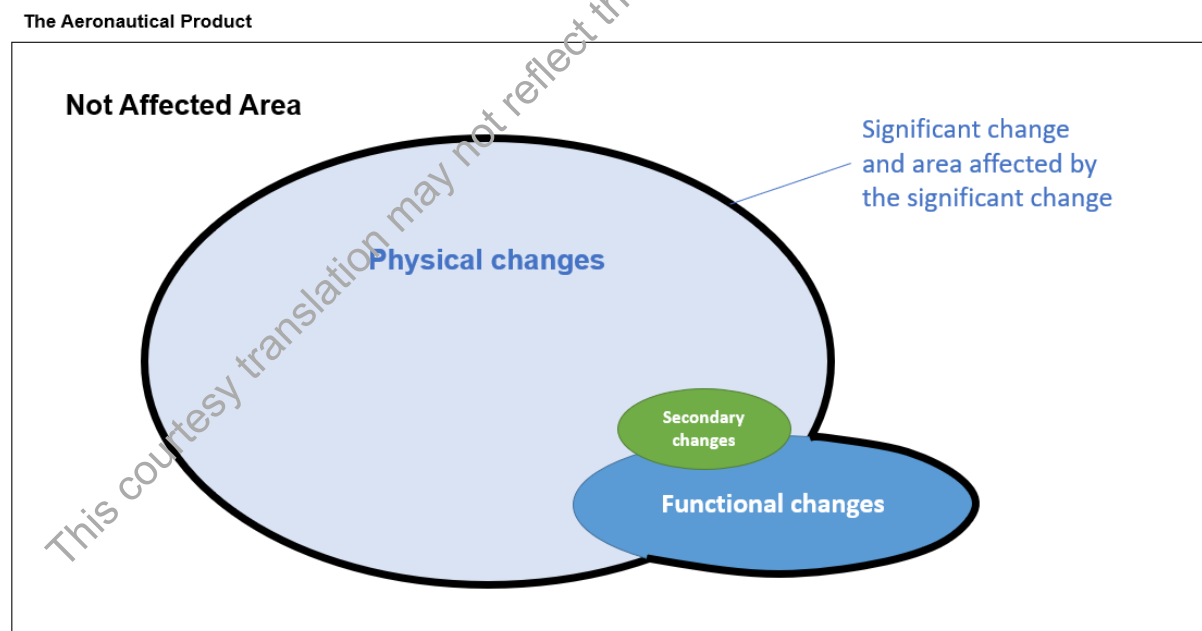 The Aeronautical Product
Not Affected Area
Significant change
and area affected by
the significant change
Physical changes
Secondary
changes
Functional changes
This courtesy translation may not reflect